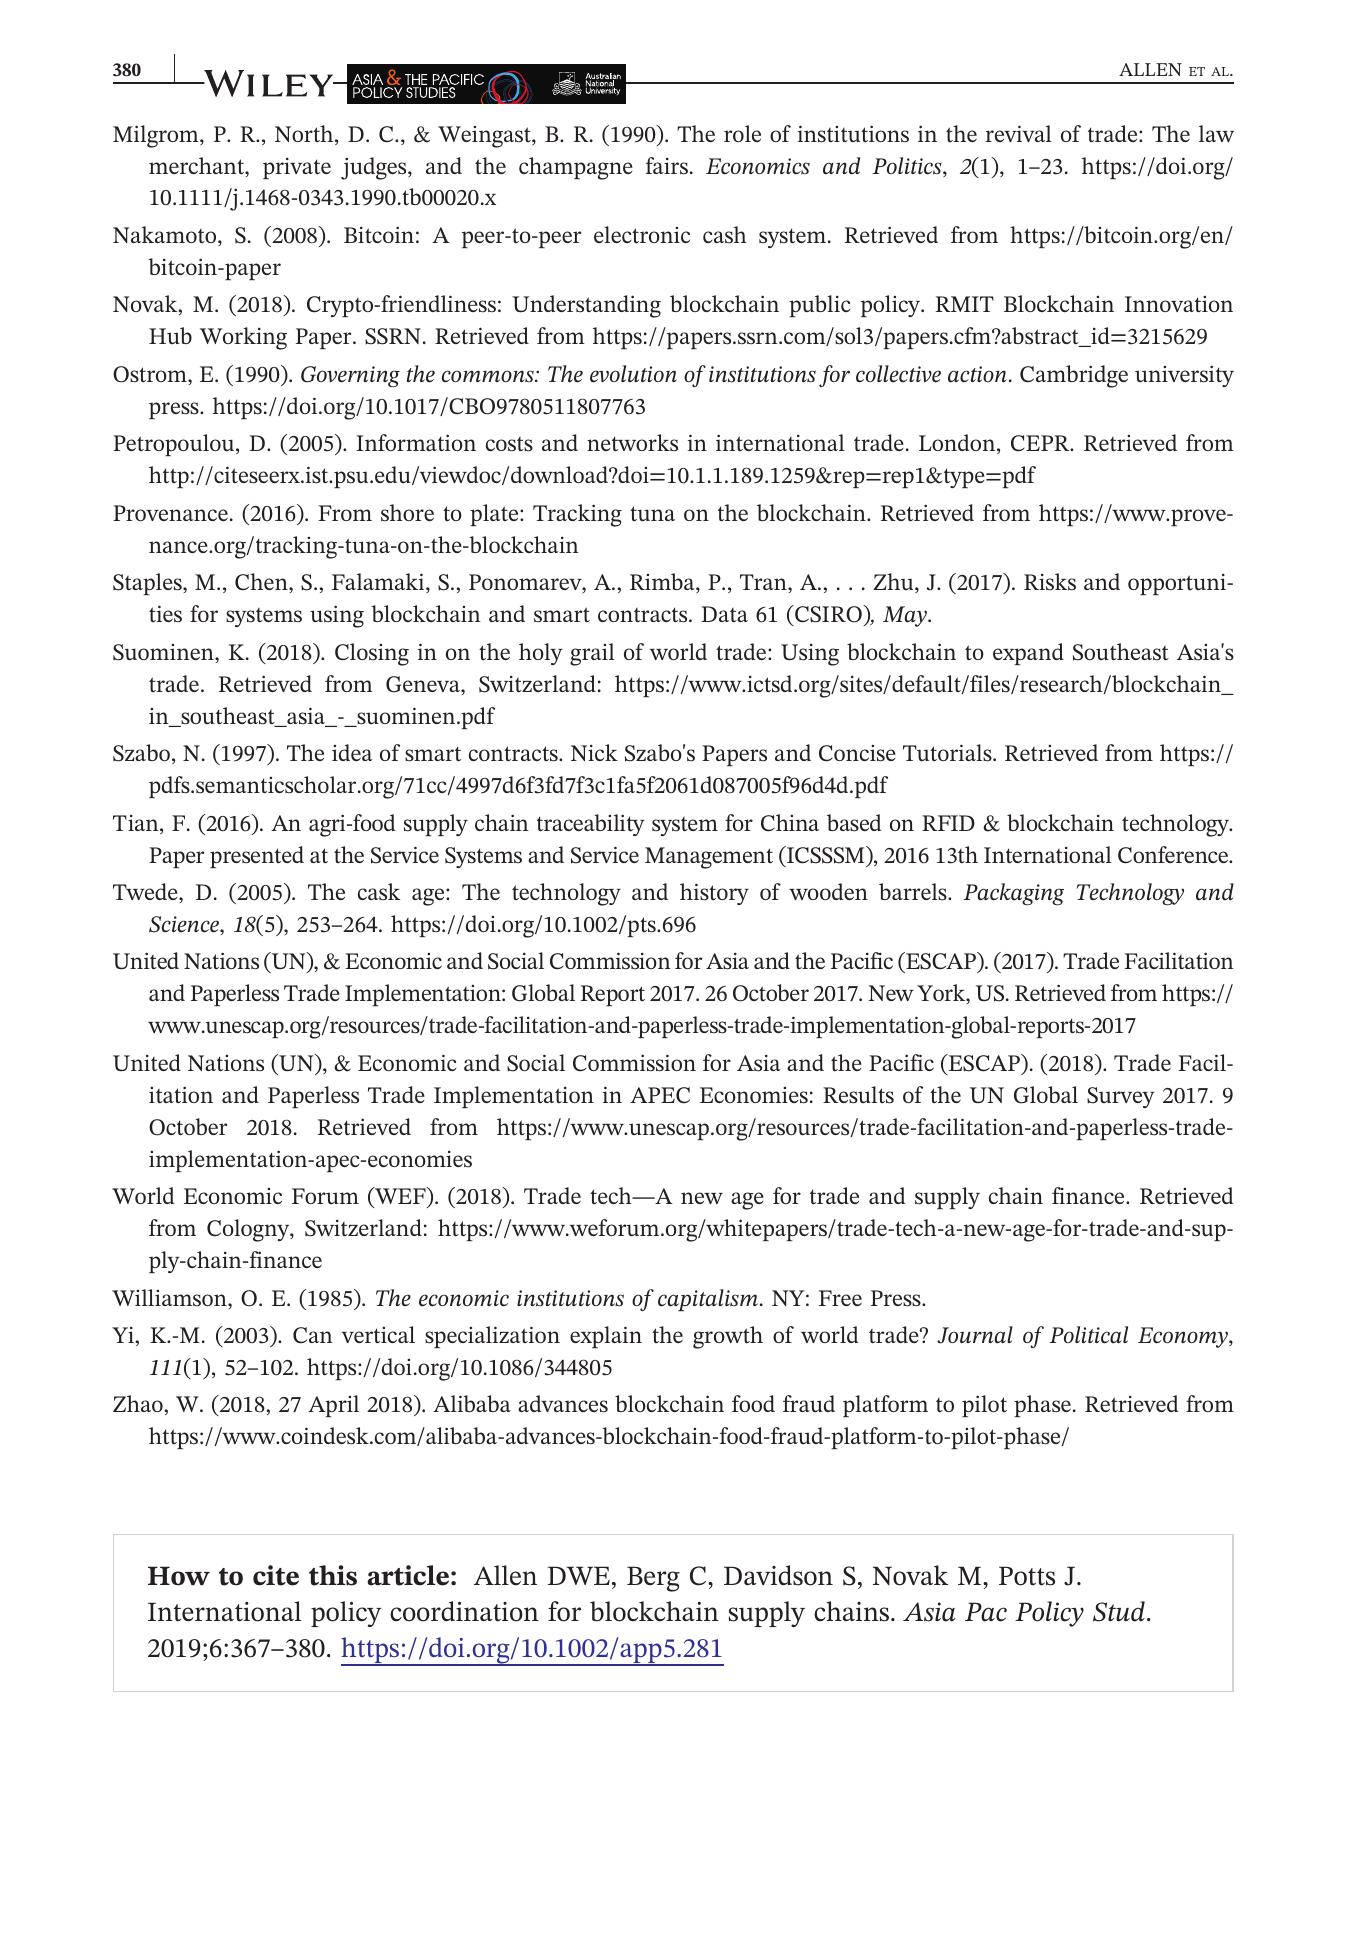 380
WILEY
ASIA & THE PACIFIC
POLICY STUDIES
Australian
National
University
ALLEN ET AL.
Milgrom, P. R., North, D. C., & Weingast, B. R. (1990). The role of institutions in the revival of trade: The law
merchant, private judges, and the champagne fairs. Economics and Politics, 2(1), 1–23. https://doi.org/
10.1111/j.1468-0343.1990.tb00020.x
Nakamoto, S. (2008). Bitcoin: A peer-to-peer electronic cash system. Retrieved from https://bitcoin.org/en/
bitcoin-paper
Novak, M. (2018). Crypto-friendliness: Understanding blockchain public policy. RMIT Blockchain Innovation
Hub Working Paper. SSRN. Retrieved from https://papers.ssrn.com/sol3/papers.cfm?abstract_id=3215629
Ostrom, E. (1990). Governing the commons: The evolution of institutions for collective action. Cambridge university
press. https://doi.org/10.1017/CBO9780511807763
Petropoulou, D. (2005). Information costs and networks in international trade. London, CEPR. Retrieved from
http://citeseerx.ist.psu.edu/viewdoc/download?doi=10.1.1.189.1259&rep=rep1&type=pdf
Provenance. (2016). From shore to plate: Tracking tuna on the blockchain. Retrieved from https://www.prove-
nance.org/tracking-tuna-on-the-blockchain
Staples, M., Chen, S., Falamaki, S., Ponomarev, A., Rimba, P., Tran, A., . . . Zhu, J. (2017). Risks and opportuni-
ties for systems using blockchain and smart contracts. Data 61 (CSIRO), May.
Suominen, K. (2018). Closing in on the holy grail of world trade: Using blockchain to expand Southeast Asia's
trade. Retrieved from Geneva, Switzerland: https://www.ictsd.org/sites/default/files/research/blockchain_
in_southeast_asia_-_suominen.pdf
Szabo, N. (1997). The idea of smart contracts. Nick Szabo's Papers and Concise Tutorials. Retrieved from https://
pdfs.semanticscholar.org/71cc/4997d6f3fd7f3c1fa5f2061d087005f96d4d.pdf
Tian, F. (2016). An agri-food supply chain traceability system for China based on RFID & blockchain technology.
Paper presented at the Service Systems and Service Management (ICSSSM), 2016 13th International Conference.
Twede, D. (2005). The cask age: The technology and history of wooden barrels. Packaging Technology and
Science, 18(5), 253–264. https://doi.org/10.1002/pts.696
United Nations (UN), & Economic and Social Commission for Asia and the Pacific (ESCAP). (2017). Trade Facilitation
and Paperless Trade Implementation: Global Report 2017. 26 October 2017. New York, US. Retrieved from https://
www.unescap.org/resources/trade-facilitation-and-paperless-trade-implementation-global-reports-2017
United Nations (UN), & Economic and Social Commission for Asia and the Pacific (ESCAP). (2018). Trade Facil-
itation and Paperless Trade Implementation in APEC Economies: Results of the UN Global Survey 2017. 9
October 2018. Retrieved from https://www.unescap.org/resources/trade-facilitation-and-paperless-trade-
implementation-apec-economies
World Economic Forum (WEF). (2018). Trade tech—A new age for trade and supply chain finance. Retrieved
from Cologny, Switzerland: https://www.weforum.org/whitepapers/trade-tech-a-new-age-for-trade-and-sup-
ply-chain-finance
Williamson, O. E. (1985). The economic institutions of capitalism. NY: Free Press.
Yi, K.-M. (2003). Can vertical specialization explain the growth of world trade? Journal of Political Economy,
111(1), 52–102. https://doi.org/10.1086/344805
Zhao, W. (2018, 27 April 2018). Alibaba advances blockchain food fraud platform to pilot phase. Retrieved from
https://www.coindesk.com/alibaba-advances-blockchain-food-fraud-platform-to-pilot-phase/
How to cite this article: Allen DWE, Berg C, Davidson S, Novak M, Potts J.
International policy coordination for blockchain supply chains. Asia Pac Policy Stud.
2019;6:367–380. https://doi.org/10.1002/app5.281